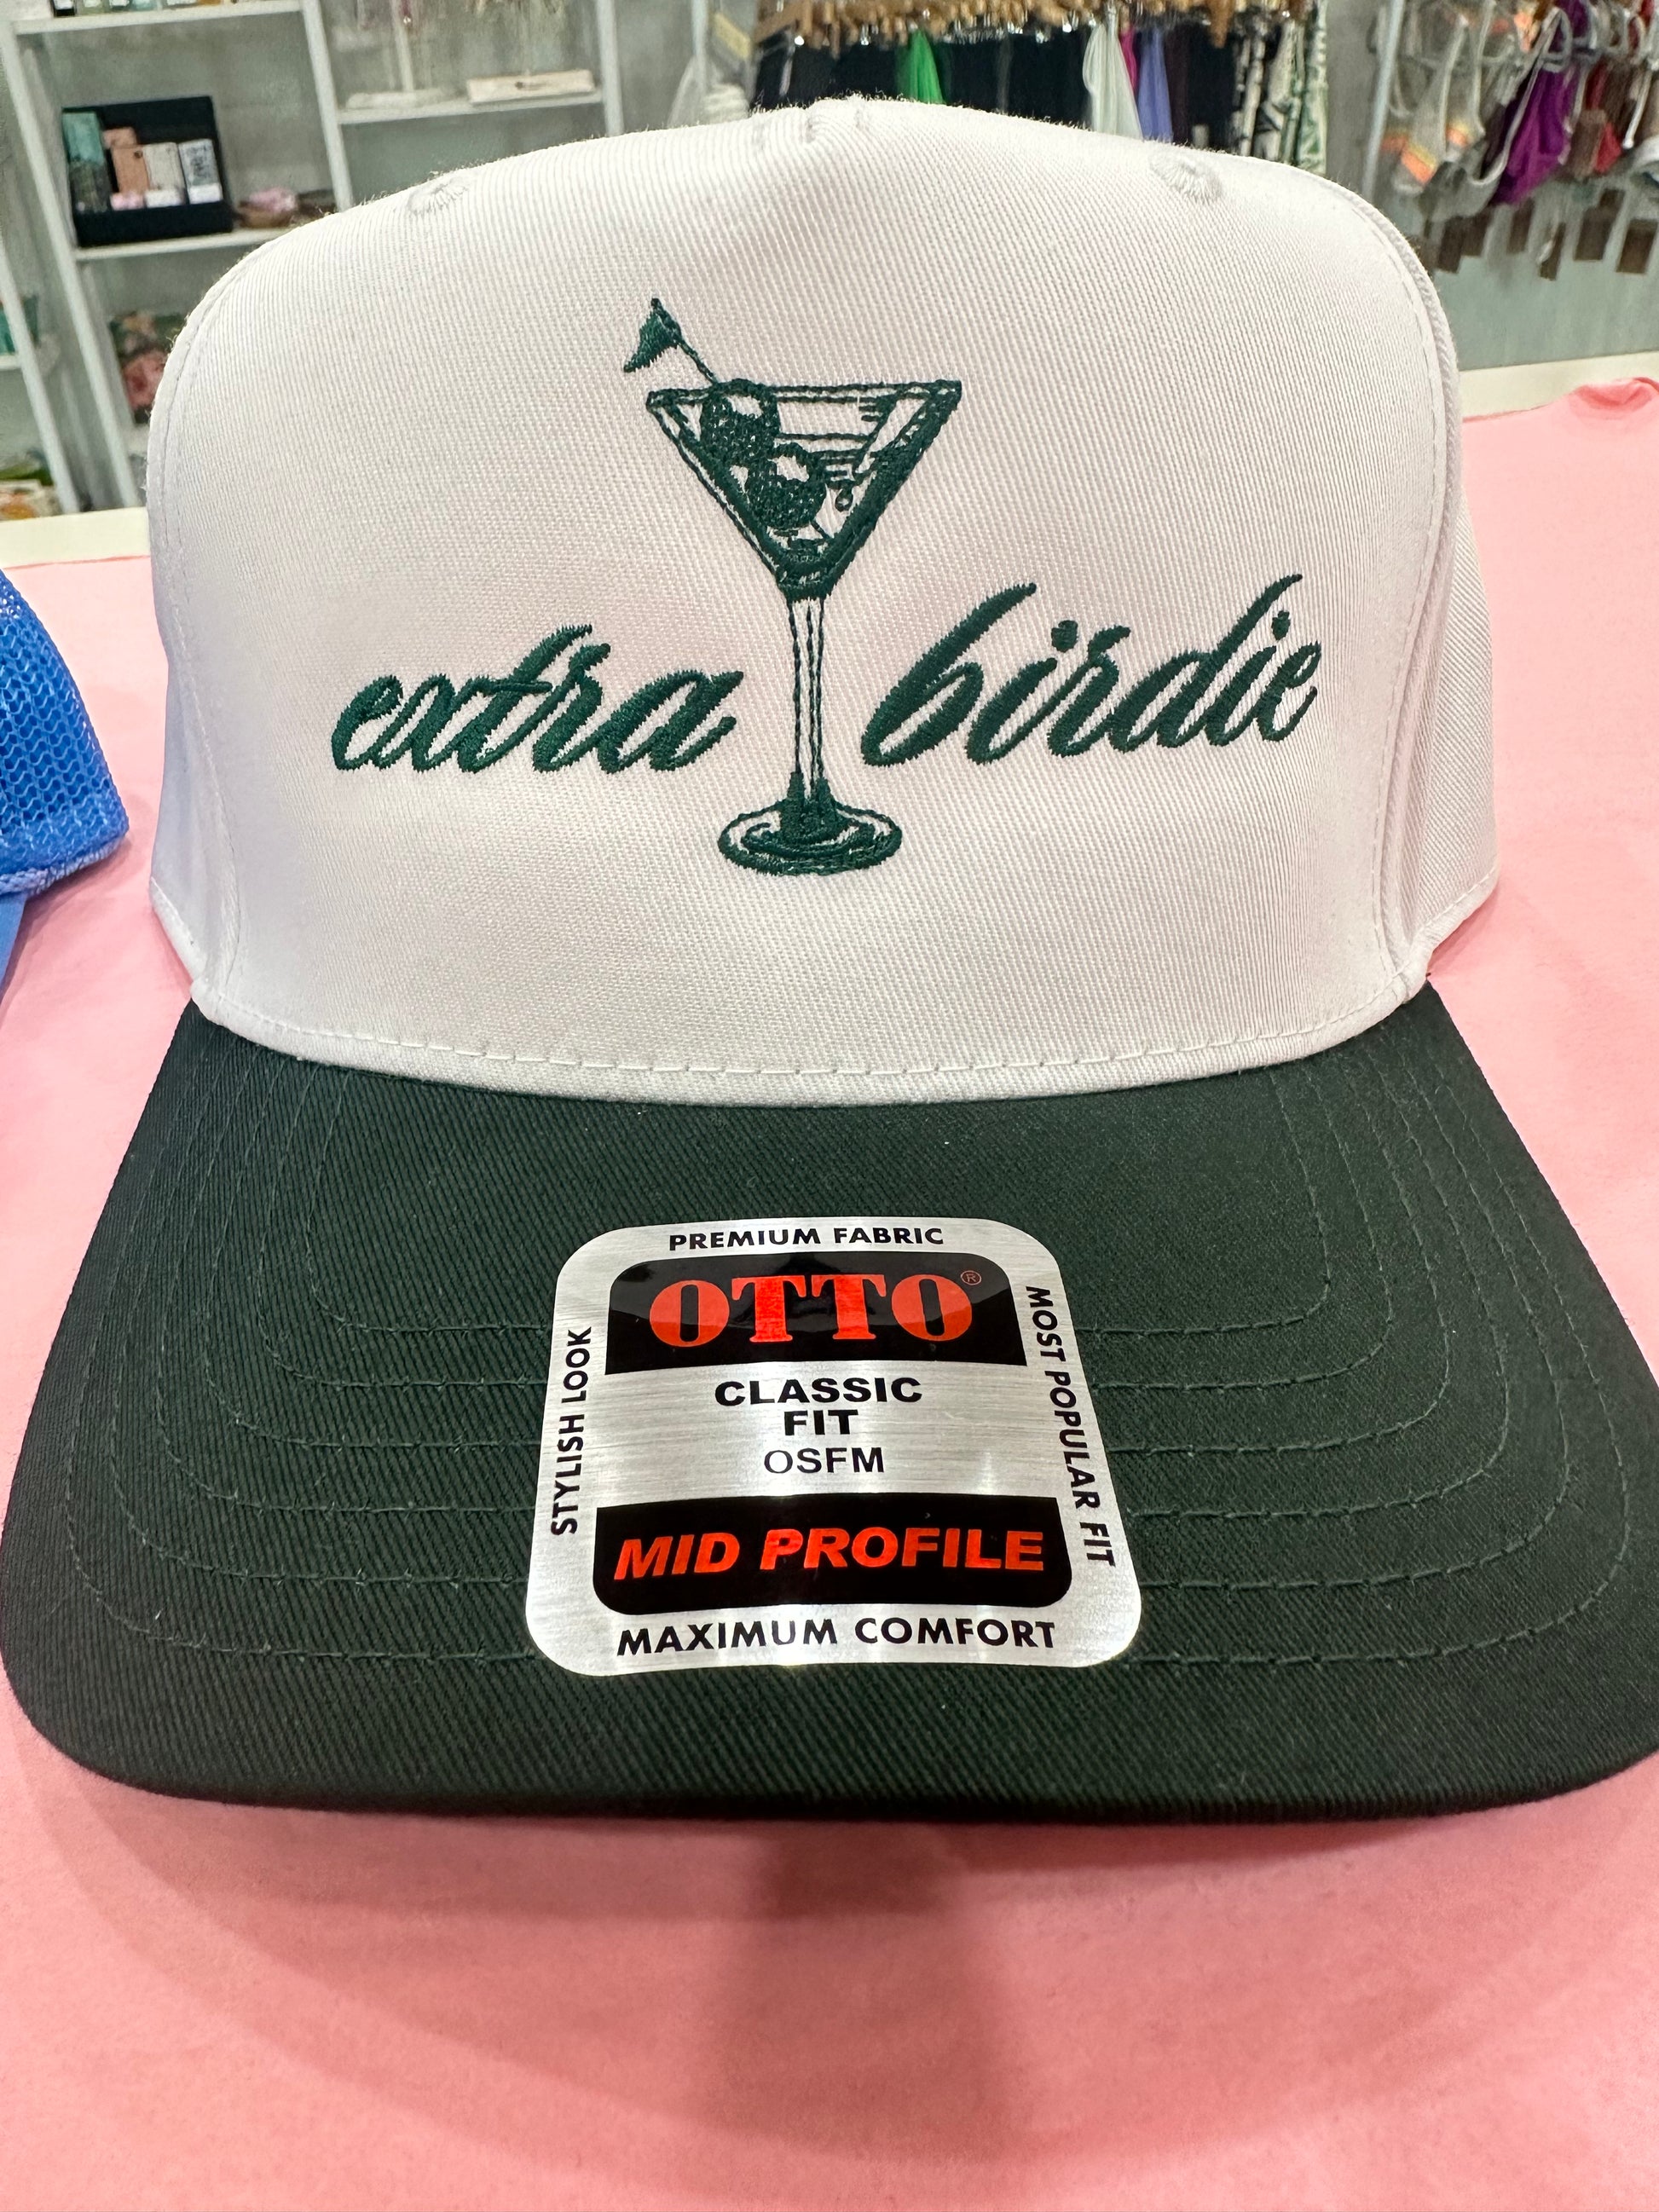 extra birdie
PREMIUM FABRIC
OTTO®
STYLISH LOOK
MOST POPULAR FIT
CLASSIC
FIT
OSFM
MID PROFILE
MAXIMUM COMFORT